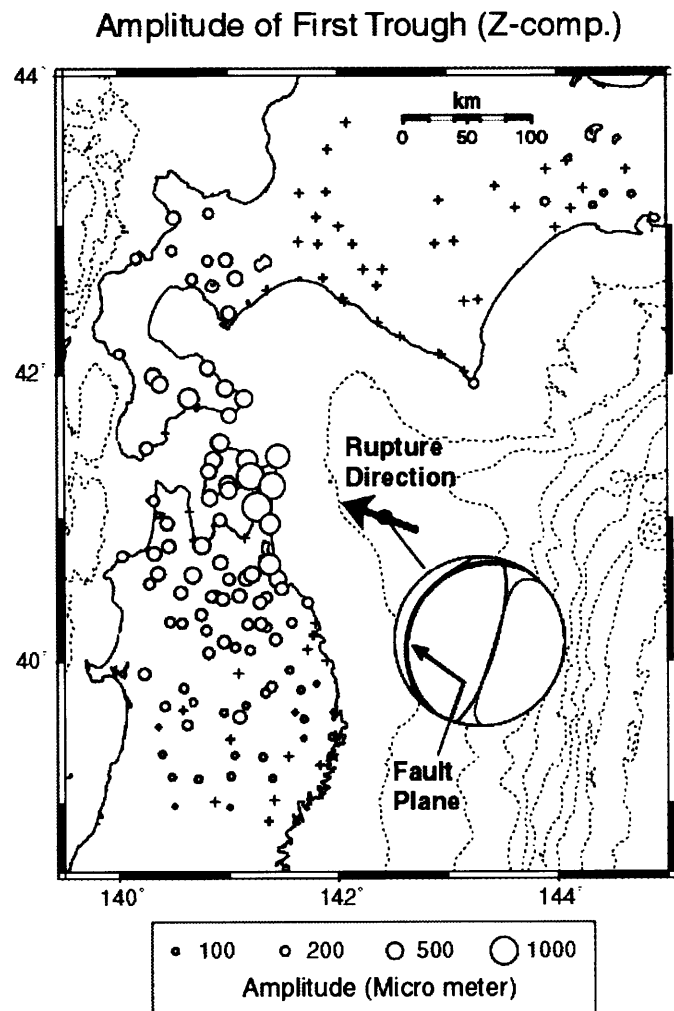 Amplitude of First Trough (Z-comp.)
44°
km
0 50 100
42°
Rupture
Direction
40°
Fault
Plane
140° 142° 144°
100 200 500 1000
Amplitude (Micro meter)